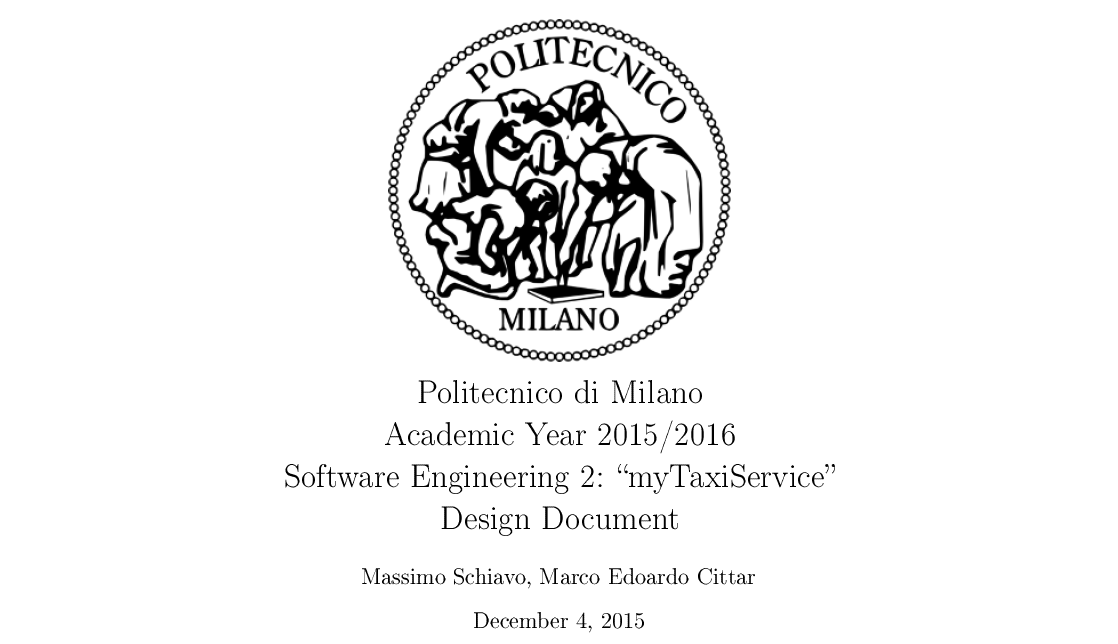 POLITECNICO
MILANO
Politecnico di Milano
Academic Year 2015/2016
Software Engineering 2: “myTaxiService”
Design Document
Massimo Schiavo, Marco Edoardo Cittar
December 4, 2015